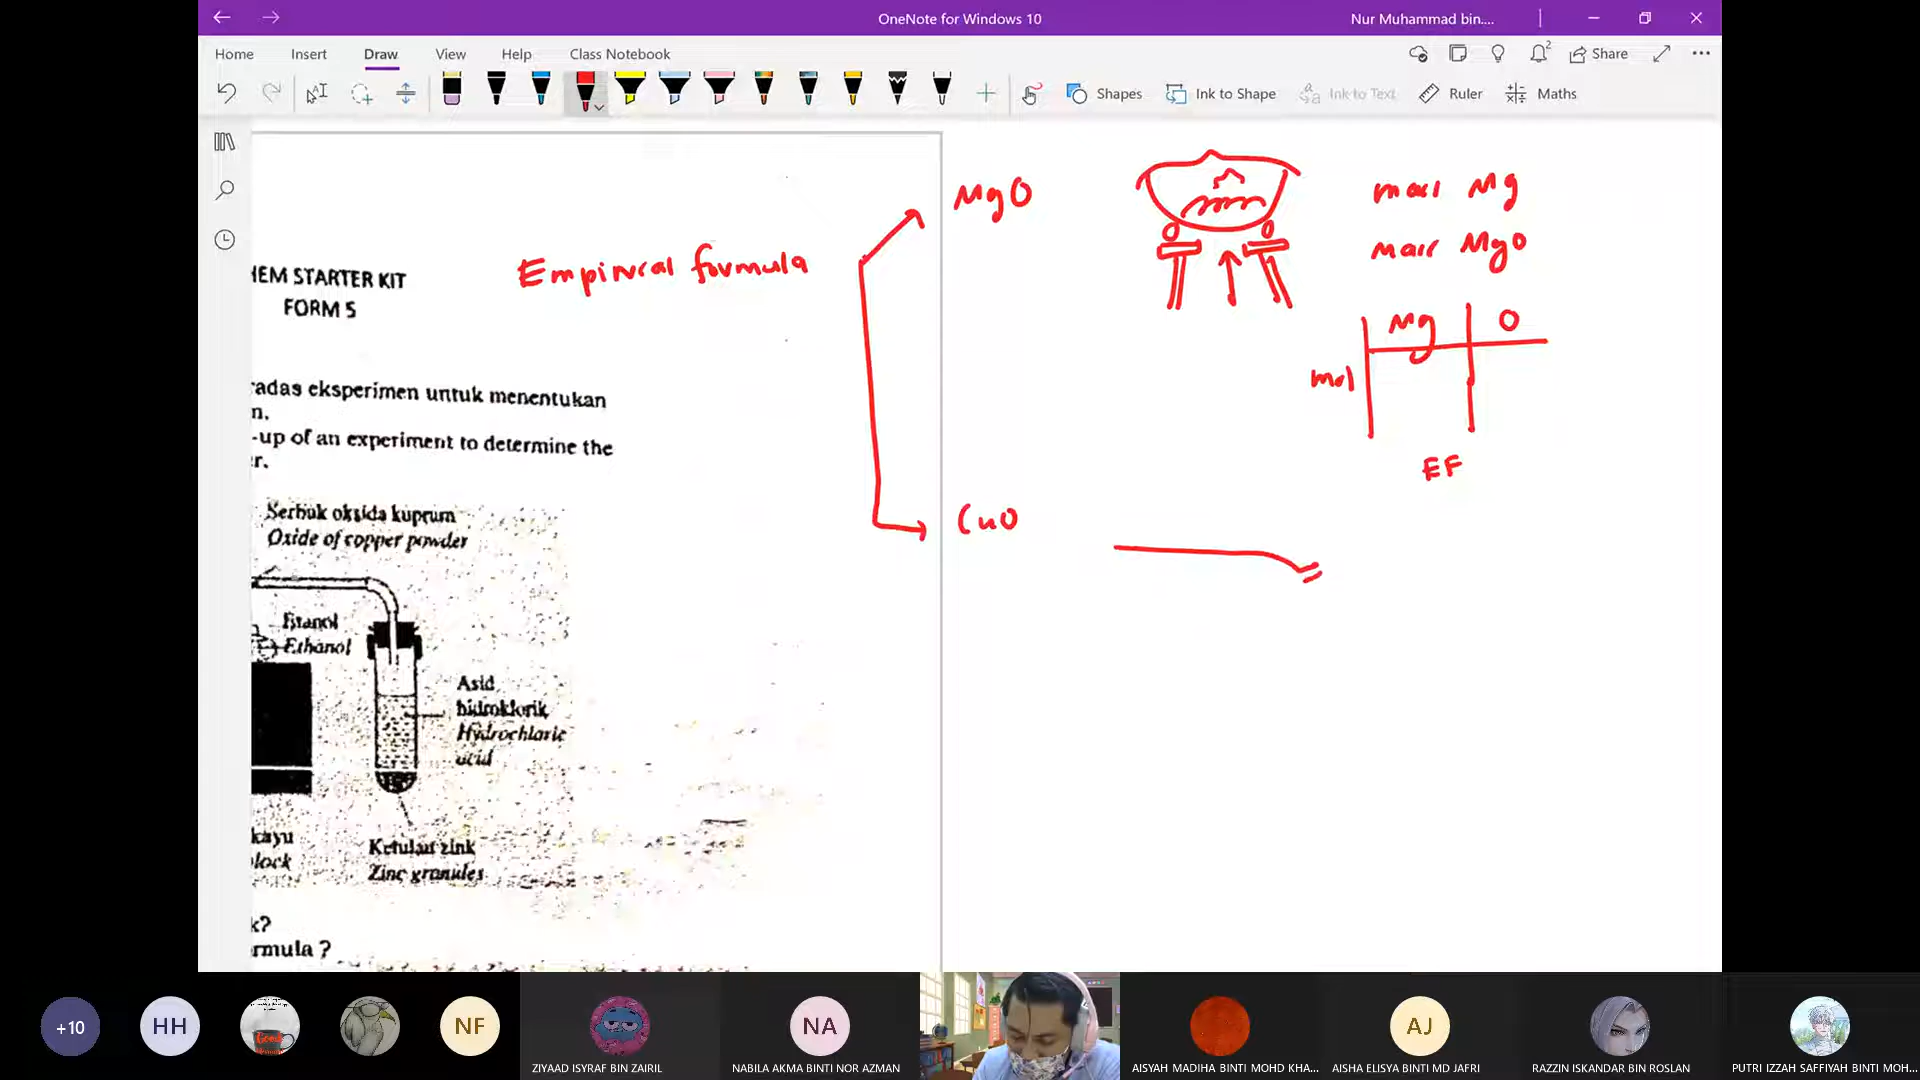 OneNote for Windows 10
Nur Muhammad bin....
Home Insert Draw View Help Class Notebook
2 Share
Shapes Ink to Shape Ink to Text Ruler Maths
HEM STARTER KIT
FORM 5
radas eksperimen untuk menentukan
n.
-up of an experiment to determine the
r.
Serbuk oksida kuprum
Oxide of copper powder
Etanol
Ethanol
Asid
hidroklorik
Hydrochloric
acid
kayu
lock
Ketulan zink
Zinc granules
k?
rmula ?
Empirical formula
MgO
CuO
mass Mg
mass MgO
Mg O
mol
EF
+10
HH
NF
ZIYAAD ISYRAF BIN ZAIRIL
NA
NABILA AKMA BINTI NOR AZMAN
AISYAH MADIHA BINTI MOHD KHA...
AJ
AISHA ELISYA BINTI MD JAFRI
RAZZIN ISKANDAR BIN ROSLAN
PUTRI IZZAH SAFFIYAH BINTI MOH...